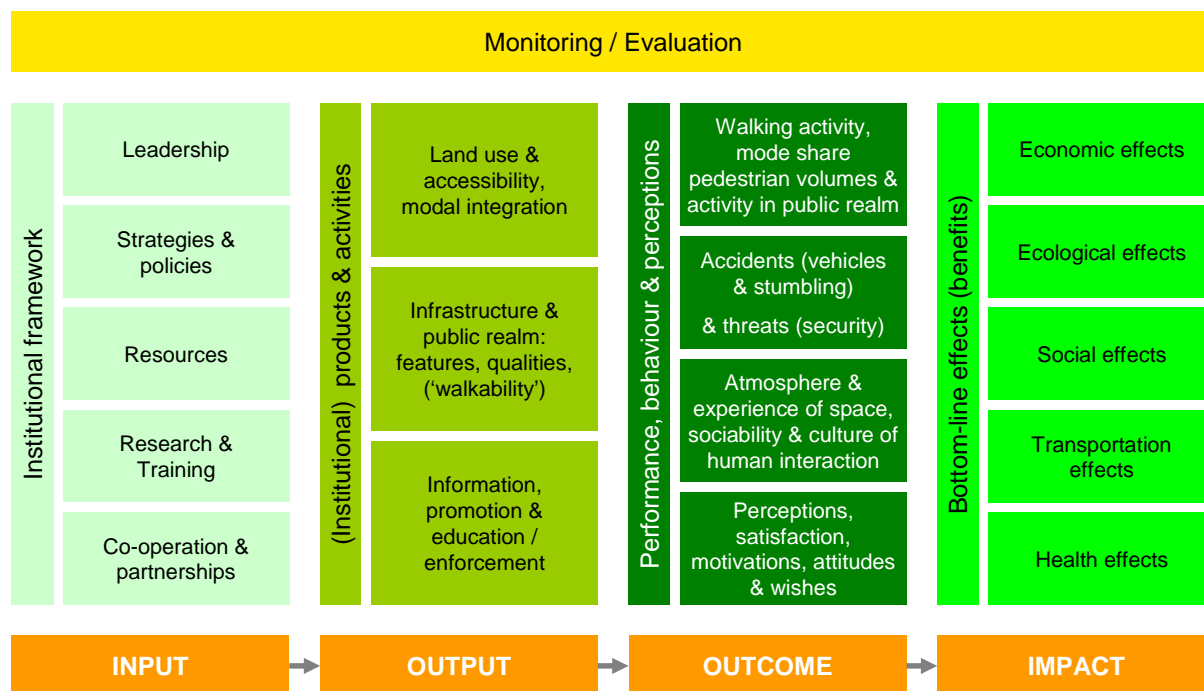 Monitoring / Evaluation
Institutional framework
Leadership
Strategies &
policies
Resources
Research &
Training
Co-operation &
partnerships
(Institutional) products & activities
Land use &
accessibility,
modal integration
Infrastructure &
public realm:
features, qualities,
(‘walkability’)
Information,
promotion &
education /
enforcement
Performance, behaviour & perceptions
Walking activity,
mode share
pedestrian volumes &
activity in public realm
Accidents (vehicles
& stumbling)
& threats (security)
Atmosphere &
experience of space,
sociability & culture of
human interaction
Perceptions,
satisfaction,
motivations, attitudes
& wishes
Bottom-line effects (benefits)
Economic effects
Ecological effects
Social effects
Transportation
effects
Health effects
INPUT
OUTPUT
OUTCOME
IMPACT